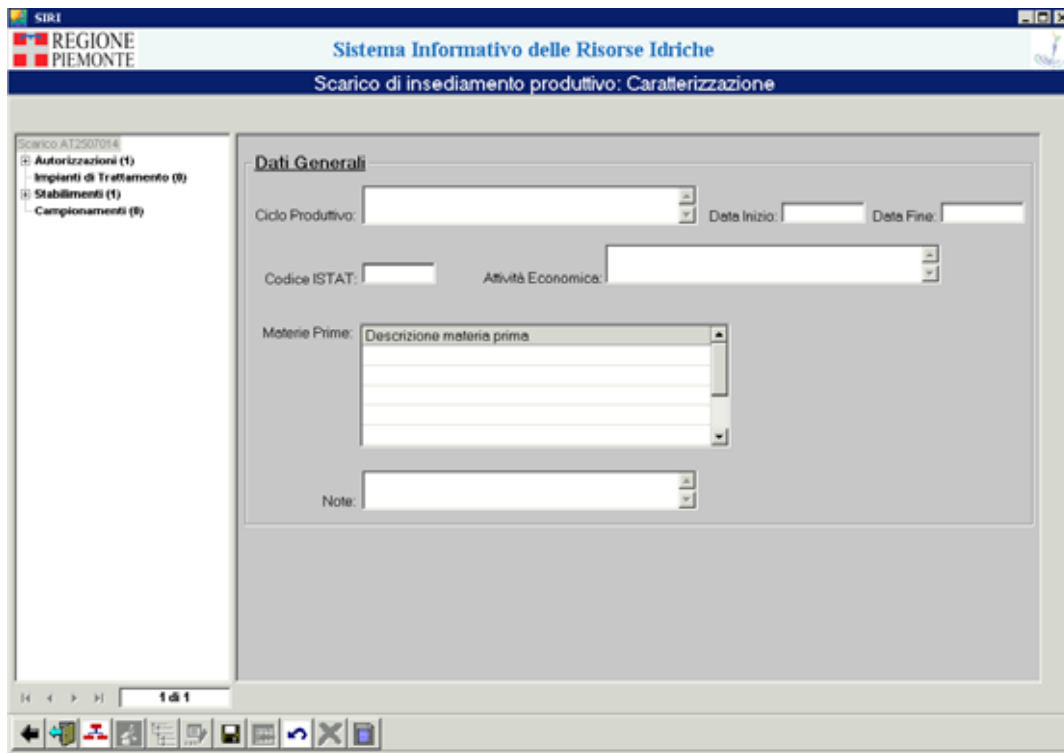 SIRI
REGIONE
PIEMONTE
Sistema Informativo delle Risorse Idriche
Scarico di insediamento produttivo: Caratterizzazione
Scarico AT2507014
Autorizzazioni (1)
Impianti di Trattamento (0)
Stabilimenti (1)
Campionamenti (0)
Dati Generali
Ciclo Produttivo:
Data Inizio:
Data Fine:
Codice ISTAT:
Attività Economica:
Materie Prime:
Descrizione materia prima
Note:
1 di 1